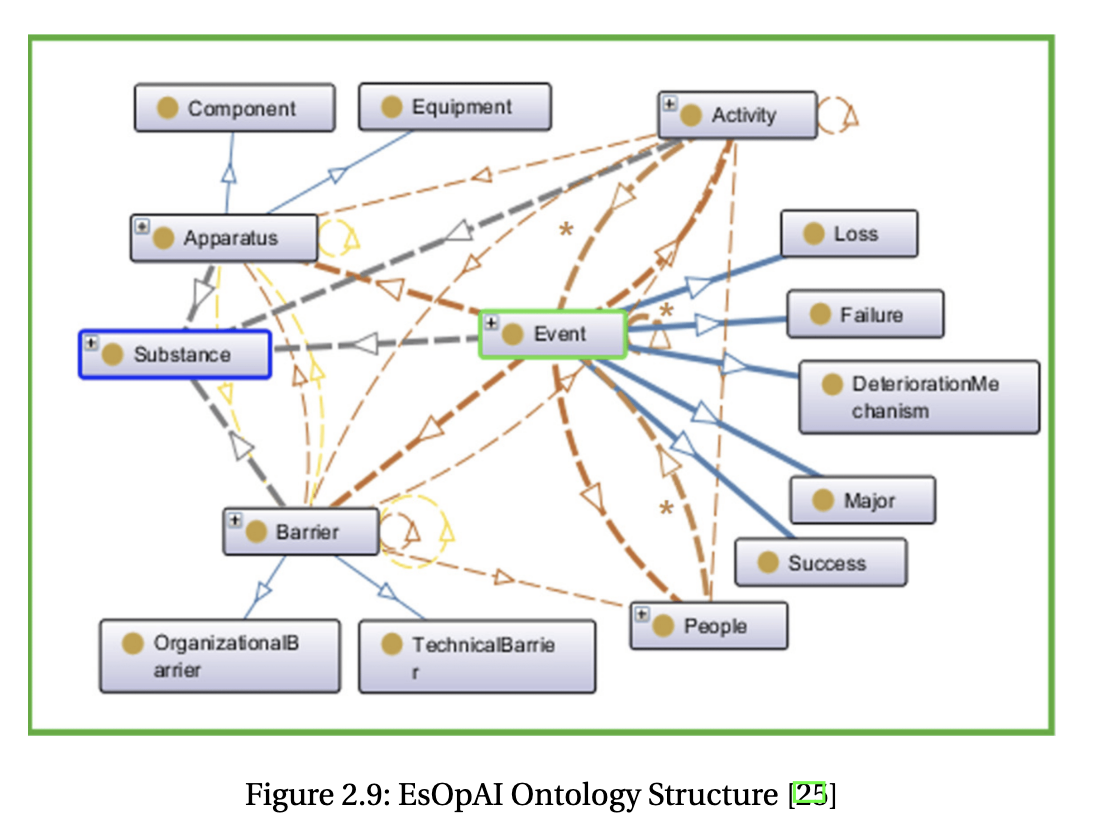 Component
Equipment
Activity
Apparatus
*
Loss
Substance
Event
*
Failure
DeteriorationMe
chanism
Barrier
*
Major
Success
OrganizationalB
arrier
TechnicalBarrie
r
People
Figure 2.9: EsOpAI Ontology Structure [25]